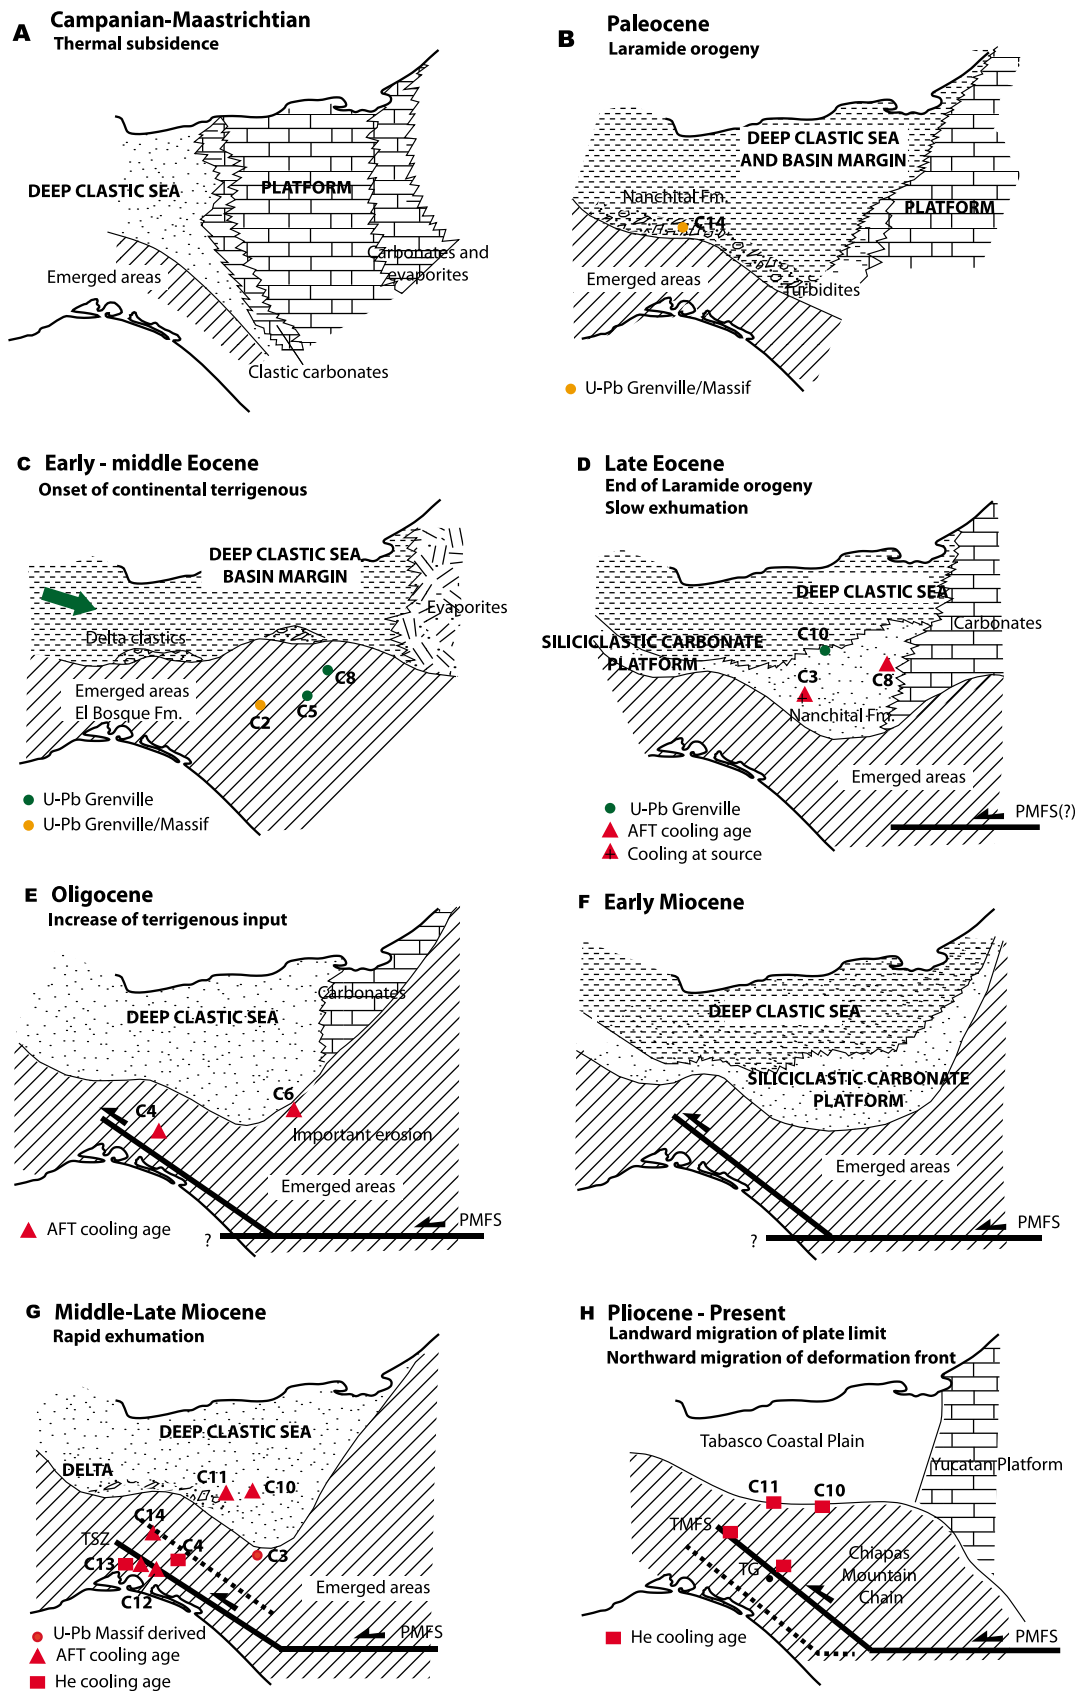 A Campanian-Maastrichtian
Thermal subsidence
DEEP CLASTIC SEA
PLATFORM
Carbonates and
evaporites
Emerged areas
Clastic carbonates
B Paleocene
Laramide orogeny
DEEP CLASTIC SEA
AND BASIN MARGIN
Nanchital Fm.
C14
PLATFORM
Emerged areas
Turbidites
U-Pb Grenville/Massif
C Early - middle Eocene
Onset of continental terrigenous
DEEP CLASTIC SEA
BASIN MARGIN
Evaporites
Delta clastics
C8
Emerged areas
El Bosque Fm.
C5
C2
U-Pb Grenville
U-Pb Grenville/Massif
D Late Eocene
End of Laramide orogeny
Slow exhumation
DEEP CLASTIC SEA
Carbonates
C10
SILICICLASTIC CARBONATE
PLATFORM
C3
C8
Nanchital Fm.
Emerged areas
U-Pb Grenville
PMFS(?)
AFT cooling age
Cooling at source
E Oligocene
Increase of terrigenous input
Carbonates
DEEP CLASTIC SEA
C6
C4
Important erosion
Emerged areas
AFT cooling age
PMFS
?
F Early Miocene
DEEP CLASTIC SEA
SILICICLASTIC CARBONATE
PLATFORM
Emerged areas
PMFS
?
G Middle-Late Miocene
Rapid exhumation
DEEP CLASTIC SEA
DELTA
C11
C10
C14
TSZ
C4
C3
C13
C12
Emerged areas
PMFS
U-Pb Massif derived
AFT cooling age
He cooling age
H Pliocene - Present
Landward migration of plate limit
Northward migration of deformation front
Tabasco Coastal Plain
Yucatan Platform
C11
C10
TMFS
TG
Chiapas
Mountain
Chain
He cooling age
PMFS